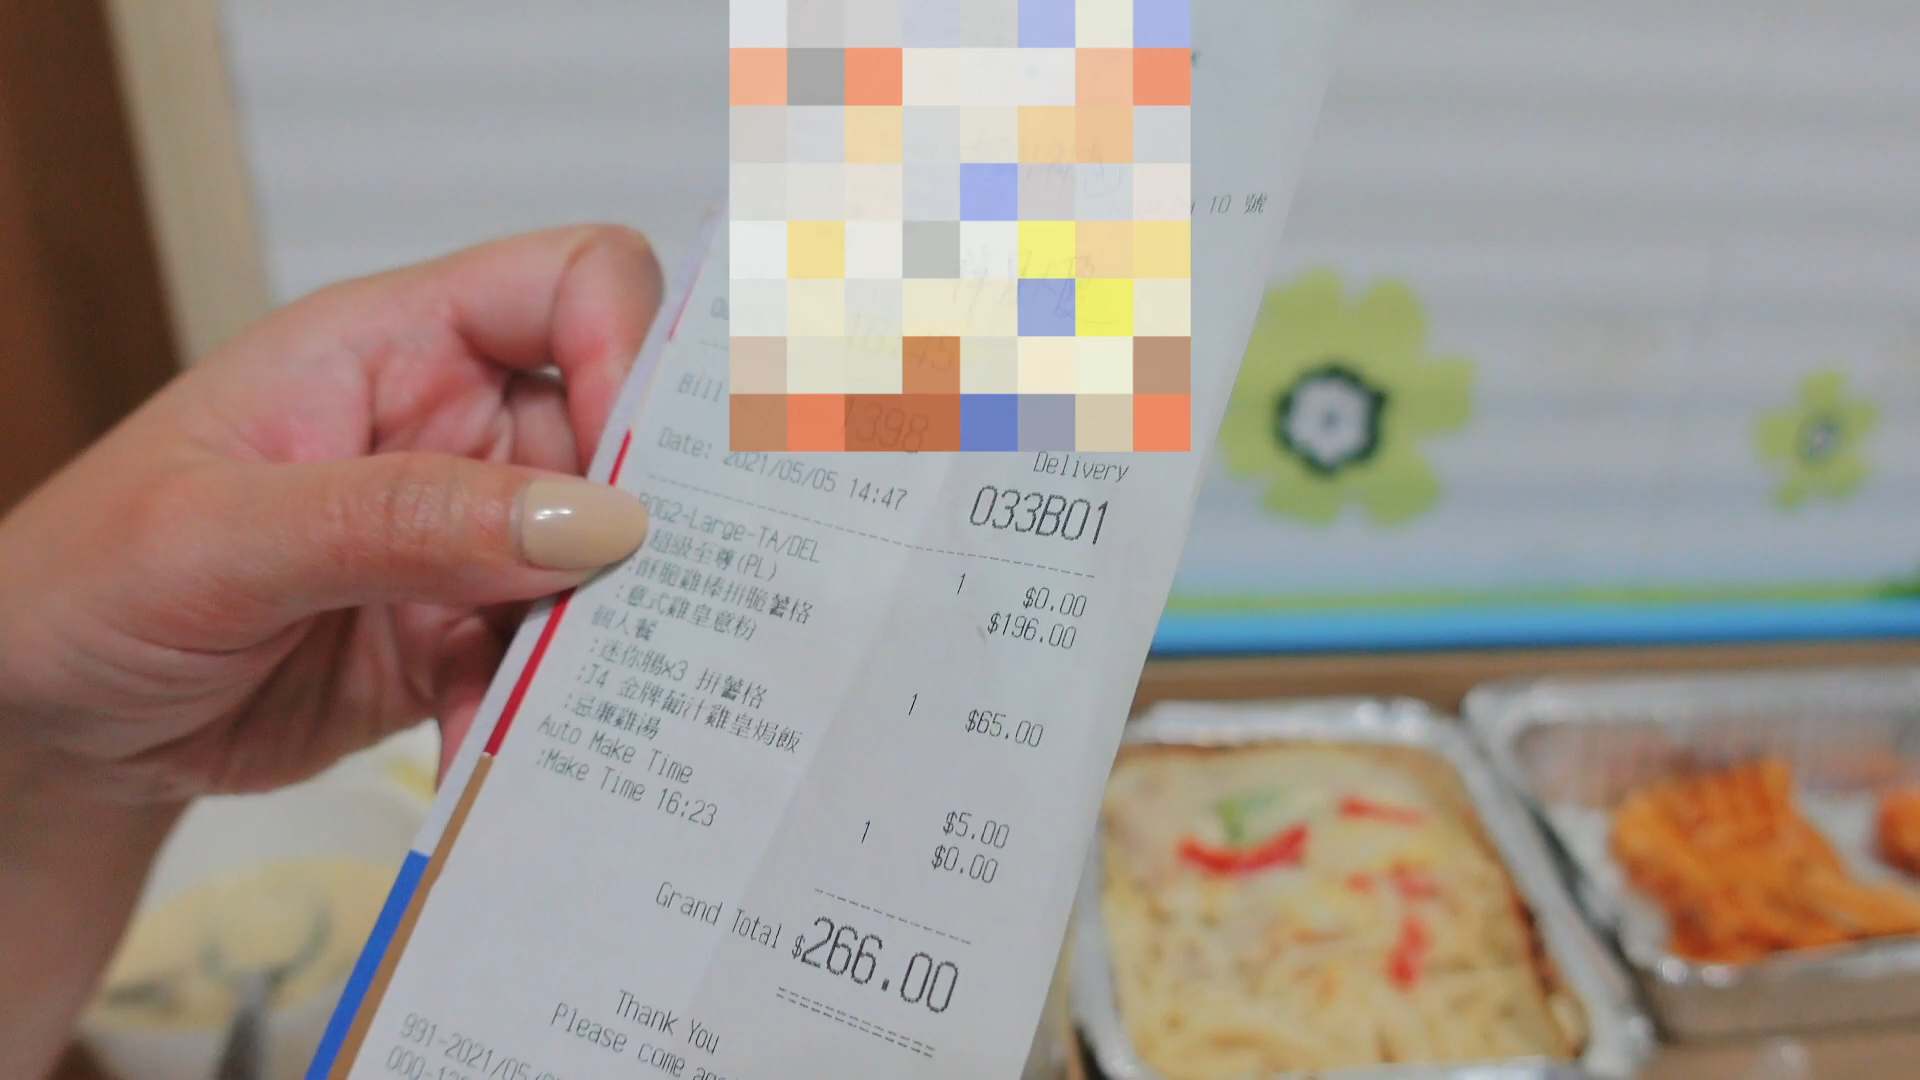 10 號
Bill
Date: 2021/05/05 14:47
Delivery
033B01
BOG2-Large-TA/DEL 1 $0.00
超級至尊(PL) $196.00
:酥脆雞棒拼脆薯格
:意式雞皇意粉
個人餐 1 $65.00
:迷你腸x3 拼薯格
:I4 金牌葡汁雞皇焗飯 $5.00
:忌廉雞湯
Auto Make Time 1 $0.00
:Make Time 16:23
Grand Total $266.00
Thank You
Please come
991-2021/05/
000-1